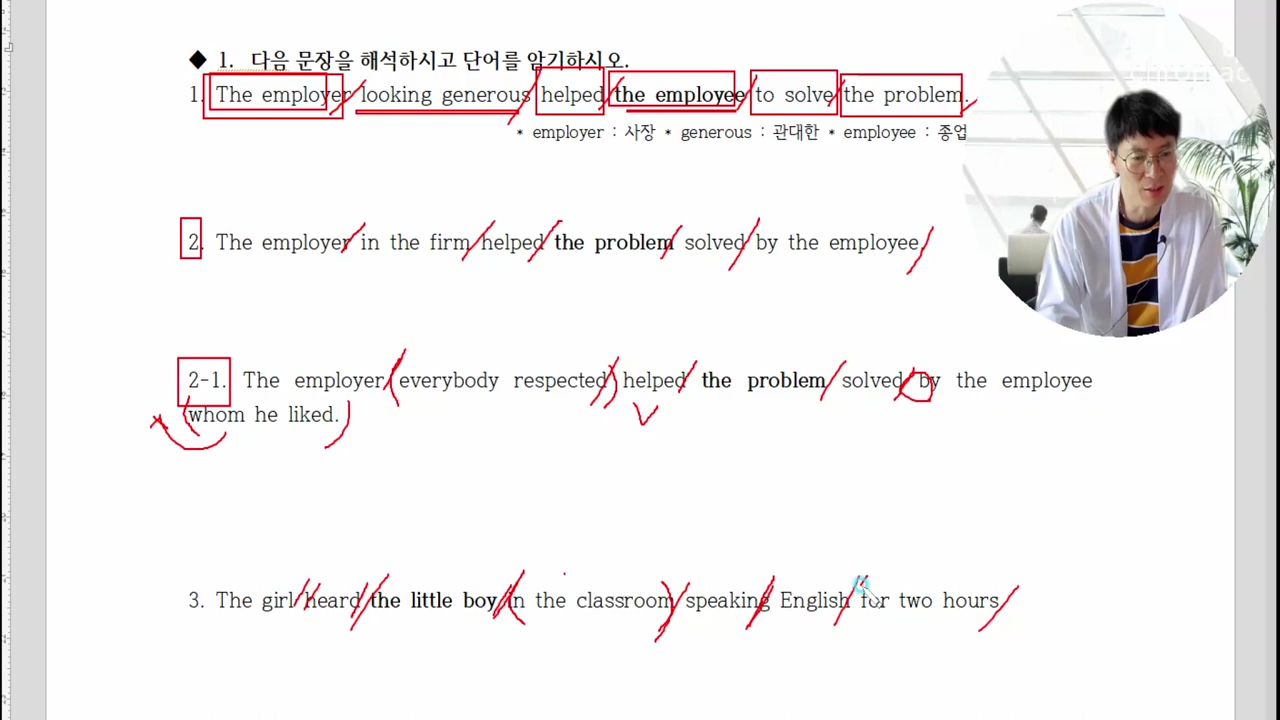 ◆ 1. 다음 문장을 해석하시고 단어를 암기하시오.
1. The employer looking generous helped the employee to solve the problem.
* employer : 사장 * generous : 관대한 * employee : 종업
2. The employer in the firm helped the problem solved by the employee.
2-1. The employer everybody respected helped the problem solved by the employee
whom he liked.
3. The girl heard the little boy in the classroom speaking English for two hours.